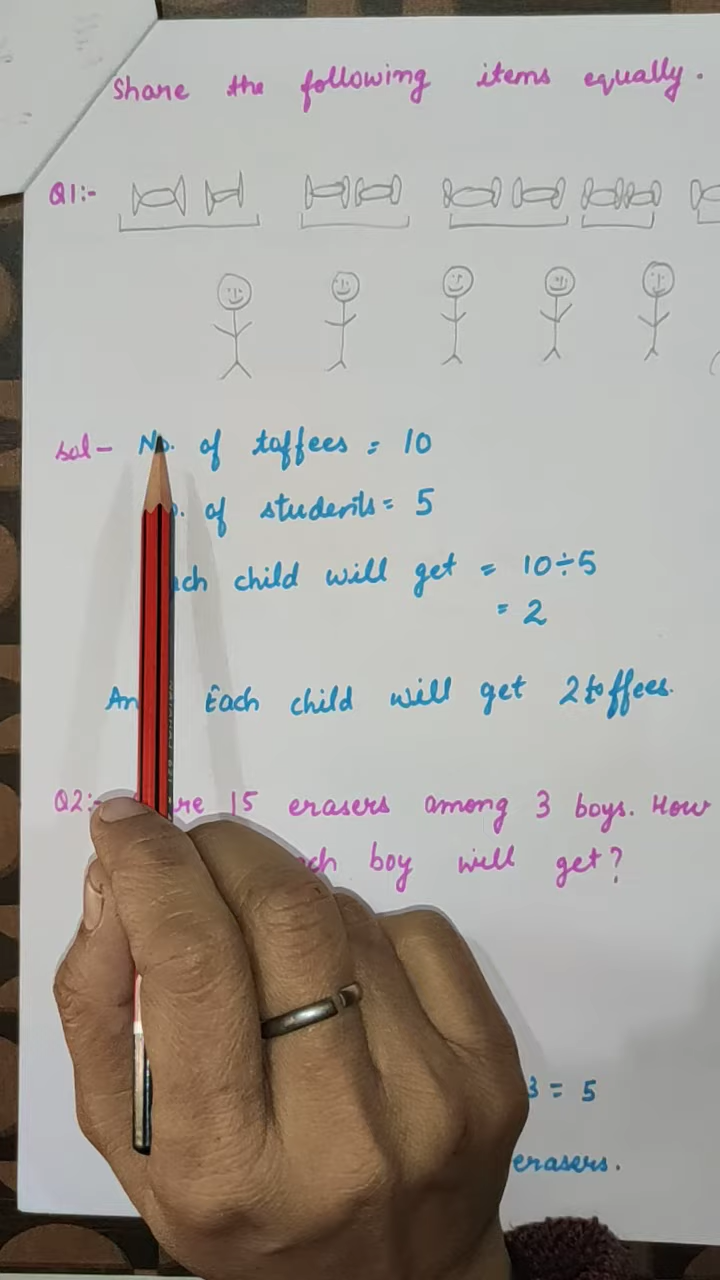 Share the following items equally.
Q1:-
Sol- No. of toffees = 10
of students = 5
child will get = 10÷5
= 2
Each child will get 2 toffees.
Q2:- 15 erasers among 3 boys. How
boy will get?
3 = 5
erasers.